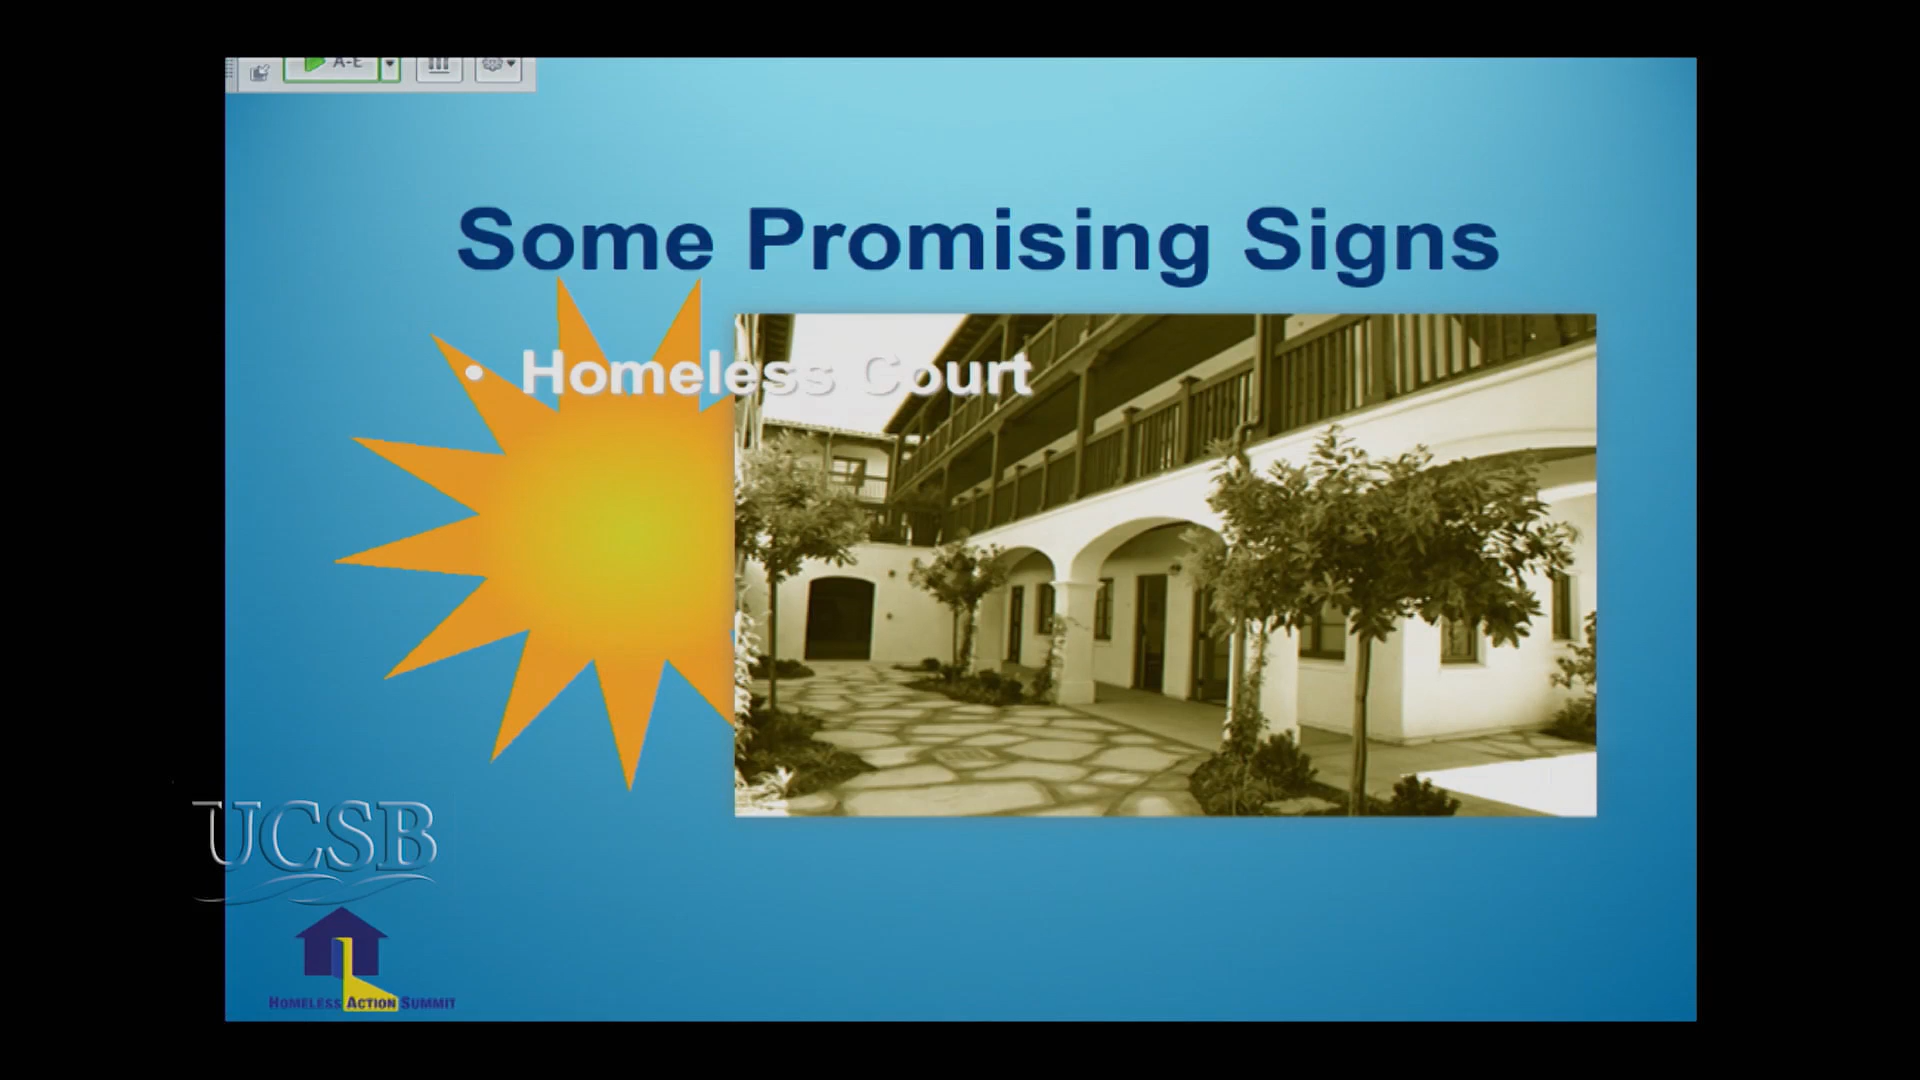 A-E
Some Promising Signs
• Homeless Court
UCSB
HOMELESS ACTION SUMMIT